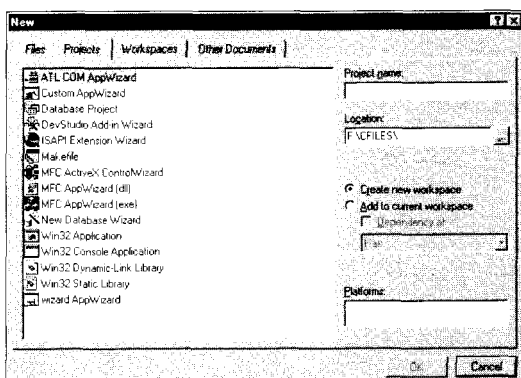 New
Files Projects Workspaces Other Documents
ATL COM AppWizard
Custom AppWizard
Database Project
DevStudio Add-in Wizard
ISAPI Extension Wizard
Makefile
MFC ActiveX ControlWizard
MFC AppWizard (dll)
MFC AppWizard (exe)
New Database Wizard
Win32 Application
Win32 Console Application
Win32 Dynamic-Link Library
Win32 Static Library
wizard AppWizard
Project name:
Location:
F:\CFILES\
Create new workspace
Add to current workspace
Dependency of
Platforms:
OK Cancel